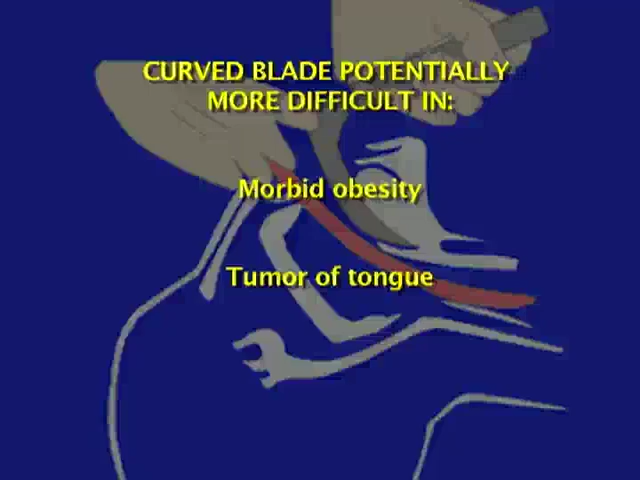 CURVED BLADE POTENTIALLY
MORE DIFFICULT IN:
Morbid obesity
Tumor of tongue